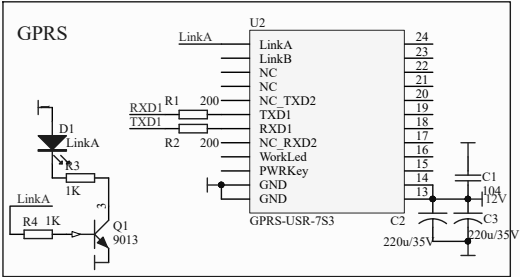 GPRS
U2
LinkA
LinkA
LinkB
NC
NC
NC_TXD2
TXD1
RXD1
NC_RXD2
WorkLed
PWRKey
GND
GND
24
23
22
21
20
19
18
17
16
15
14
13
RXD1 R1 200
TXD1
R2 200
GPRS-USR-7S3
D1
LinkA
R3
1K
LinkA
R4 1K
3
Q1
9013
C1
104
12V
C2
C3
220u/35V
220u/35V